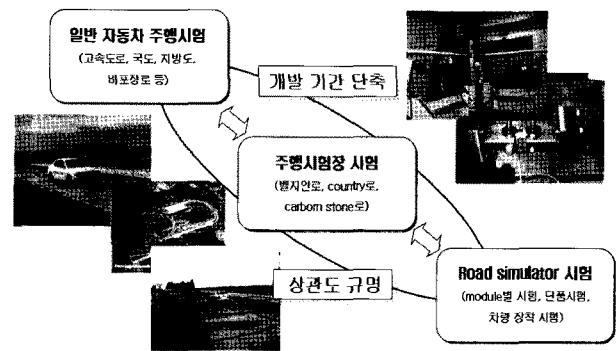 일반 자동차 주행시험
(고속도로, 국도, 지방도,
비포장로 등)
개발 기간 단축
주행시험장 시험
(벨지안로, country로,
carborn stone로)
상관도 규명
Road simulator 시험
(module별 시험, 단품시험,
차량 장착 시험)